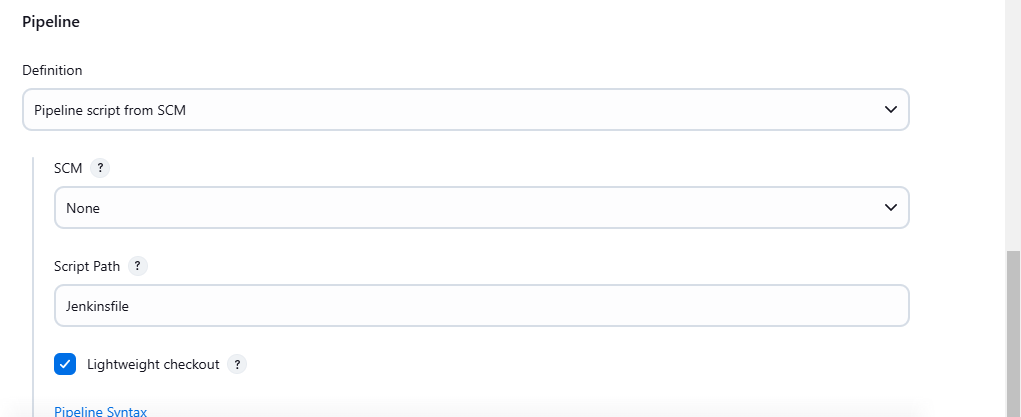 Pipeline
Definition
Pipeline script from SCM
SCM ?
None
Script Path ?
Jenkinsfile
Lightweight checkout ?
Pipeline Syntax